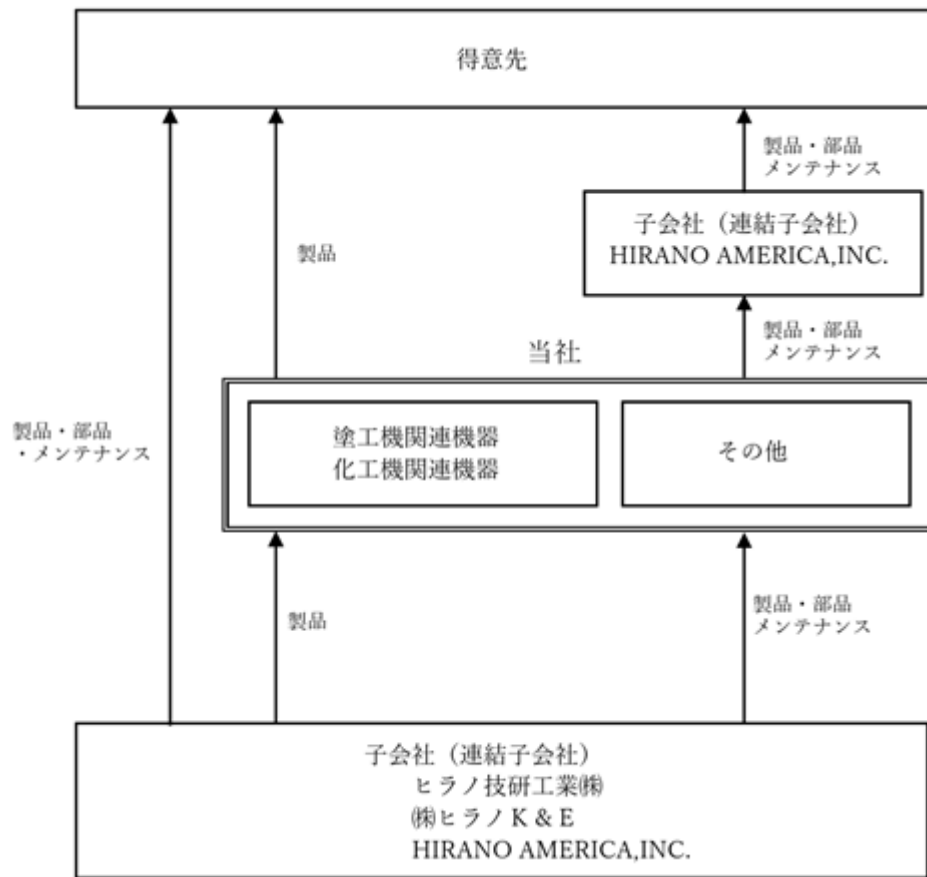 得意先
製品・部品
メンテナンス
子会社（連結子会社）
HIRANO AMERICA,INC.
製品
製品・部品
メンテナンス
当社
製品・部品
・メンテナンス
塗工機関連機器
化工機関連機器
その他
製品
製品・部品
メンテナンス
子会社（連結子会社）
ヒラノ技研工業㈱
㈱ヒラノＫ＆Ｅ
HIRANO AMERICA,INC.